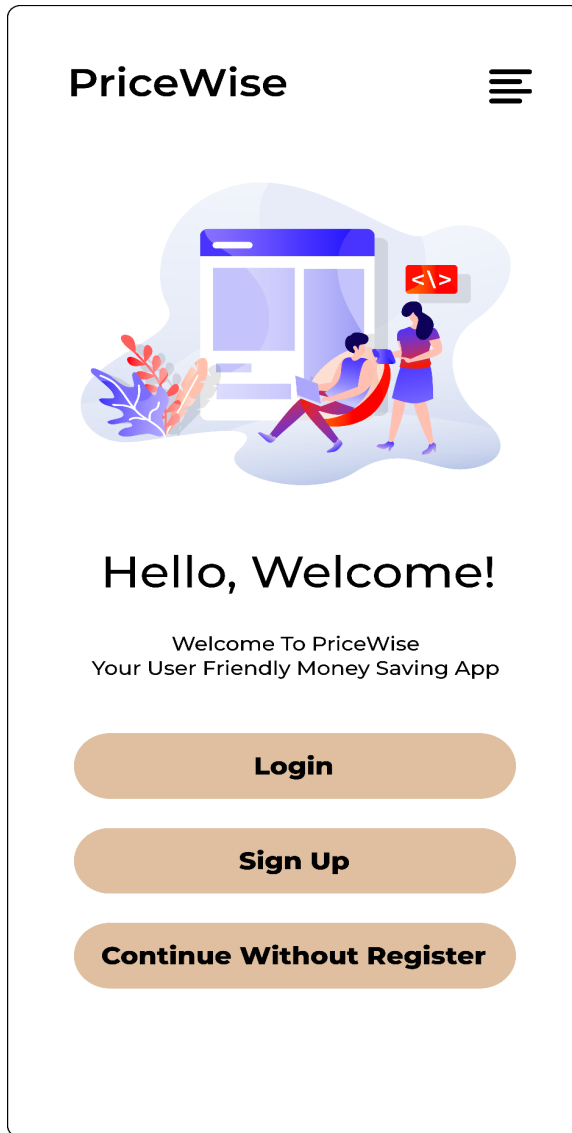 PriceWise
<\>
Hello, Welcome!
Welcome To PriceWise
Your User Friendly Money Saving App
Login
Sign Up
Continue Without Register